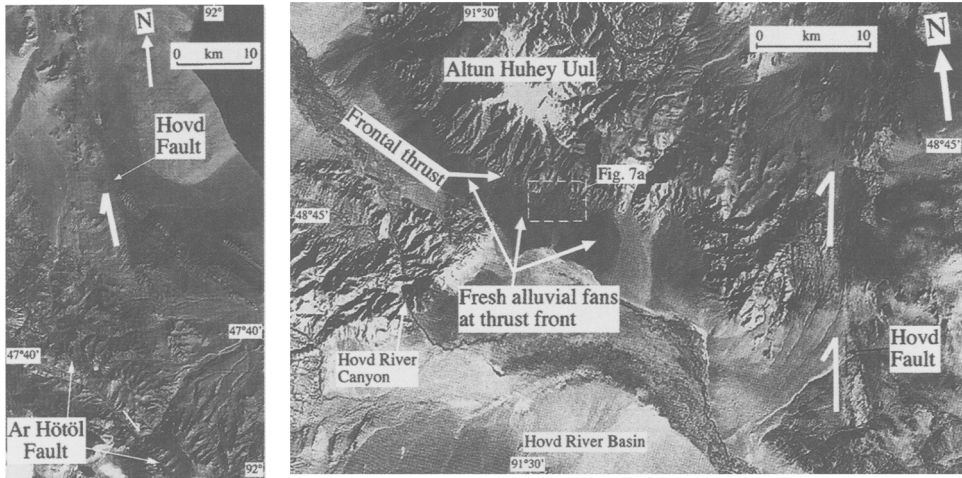 92°
N
0 km 10
Hovd
Fault
47°40'
47°40'
Ar Hötöl
Fault
92°
91°30'
N
0 km 10
Altun Huhey Uul
48°45'
Frontal thrust
Fig. 7a
48°45'
Fresh alluvial fans
at thrust front
Hovd River
Canyon
Hovd
Fault
Hovd River Basin
91°30'